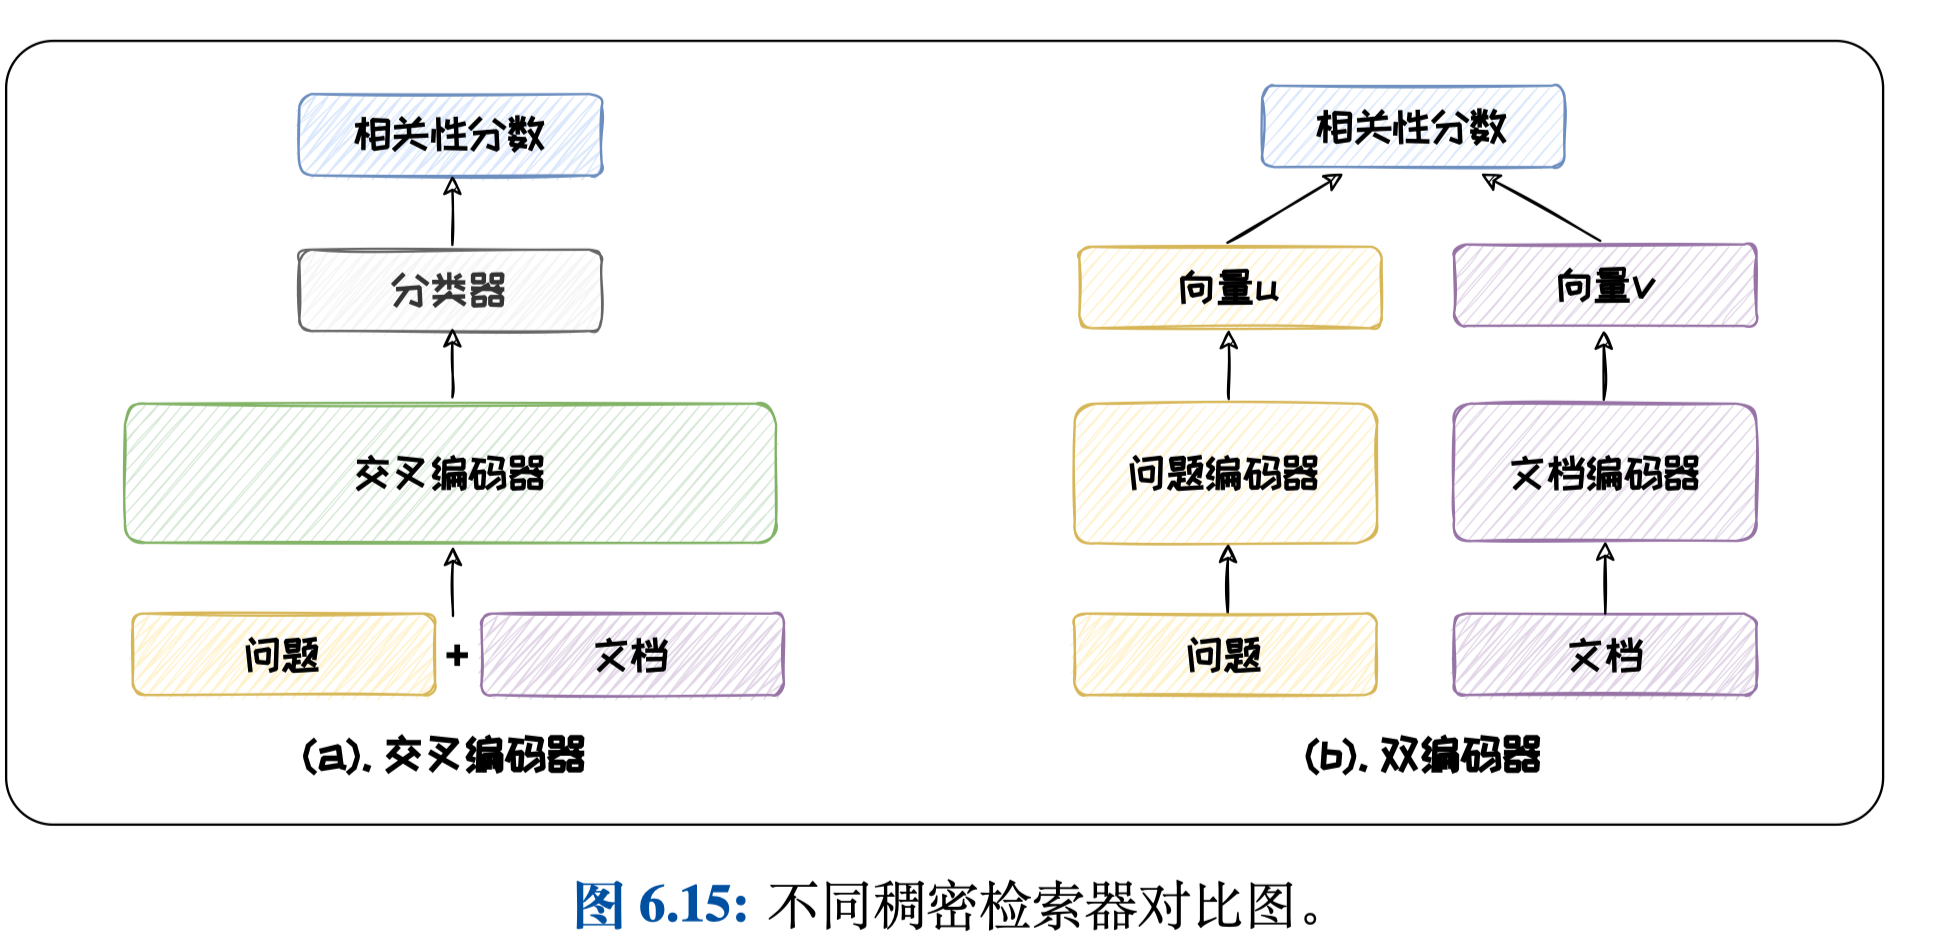 相关性分数
分类器
交叉编码器
问题 + 文档
(a). 交叉编码器
相关性分数
向量u 向量v
问题编码器 文档编码器
问题 文档
(b). 双编码器
图 6.15: 不同稠密检索器对比图。